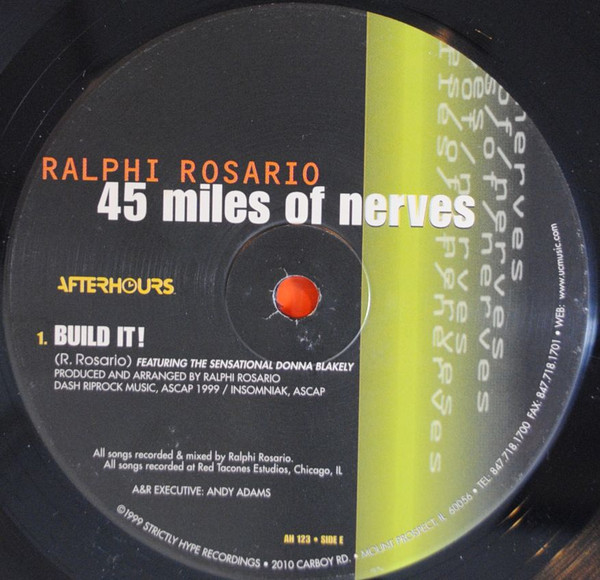 RALPHI ROSARIO
45 miles of nerves
AFTERHOURS
1. BUILD IT!
(R. Rosario) FEATURING THE SENSATIONAL DONNA BLAKELY
PRODUCED AND ARRANGED BY RALPHI ROSARIO
DASH RIPROCK MUSIC, ASCAP 1999 / INSOMNIAK, ASCAP
All songs recorded & mixed by Ralphi Rosario.
All songs recorded at Red Tacones Estudios, Chicago, IL
A&R EXECUTIVE: ANDY ADAMS
AH 123 • SIDE E
©1999 STRICTLY HYPE RECORDINGS • 2010 CARBOY RD. • MOUNT PROSPECT, IL 60056 • TEL 847.718.1700 FAX: 847.718.1701 • WEB: www.ucmusic.com
nerves
of/nerves